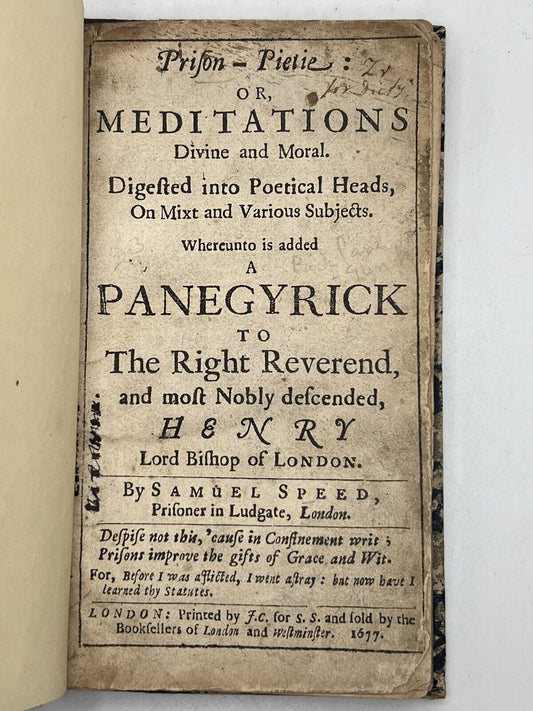 Priſon – Pietie:
OR,
MEDITATIONS
Divine and Moral.
Digeſted into Poetical Heads,
On Mixt and Various Subjects.
Whereunto is added
A
PANEGYRICK
TO
The Right Reverend,
and moſt Nobly deſcended,
HENRY
Lord Biſhop of LONDON.
By SAMUEL SPEED,
Priſoner in Ludgate, London.
Deſpiſe not this, 'cauſe in Confinement writ;
Priſons improve the gifts of Grace and Wit.
For, Before I was afflicted, I went aſtray: but now have I
learned thy Statutes.
LONDON: Printed by J.C. for S. S. and ſold by the
Bookſellers of London and Weſtminſter. 1677.